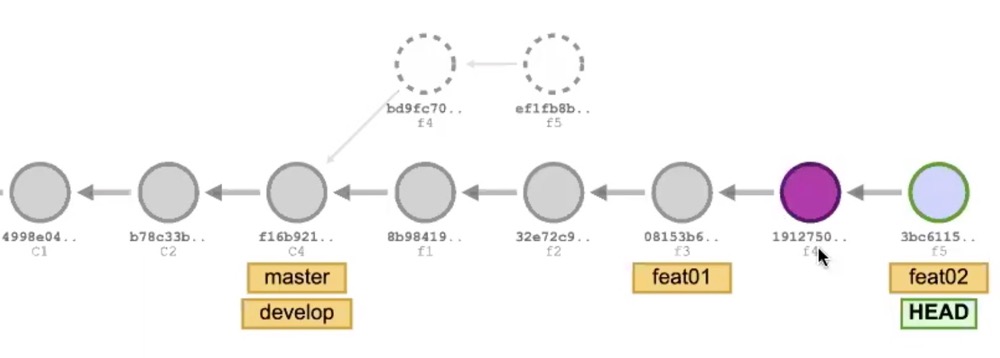 bd9fc70.. ef1fb8b..
f4 f5
4998e04.. b78c33b.. f16b921.. 8b98419.. 32e72c9.. 08153b6.. 1912750.. 3bc6115..
C1 C2 C4 f1 f2 f3 f4 f5
master feat01 feat02
develop HEAD